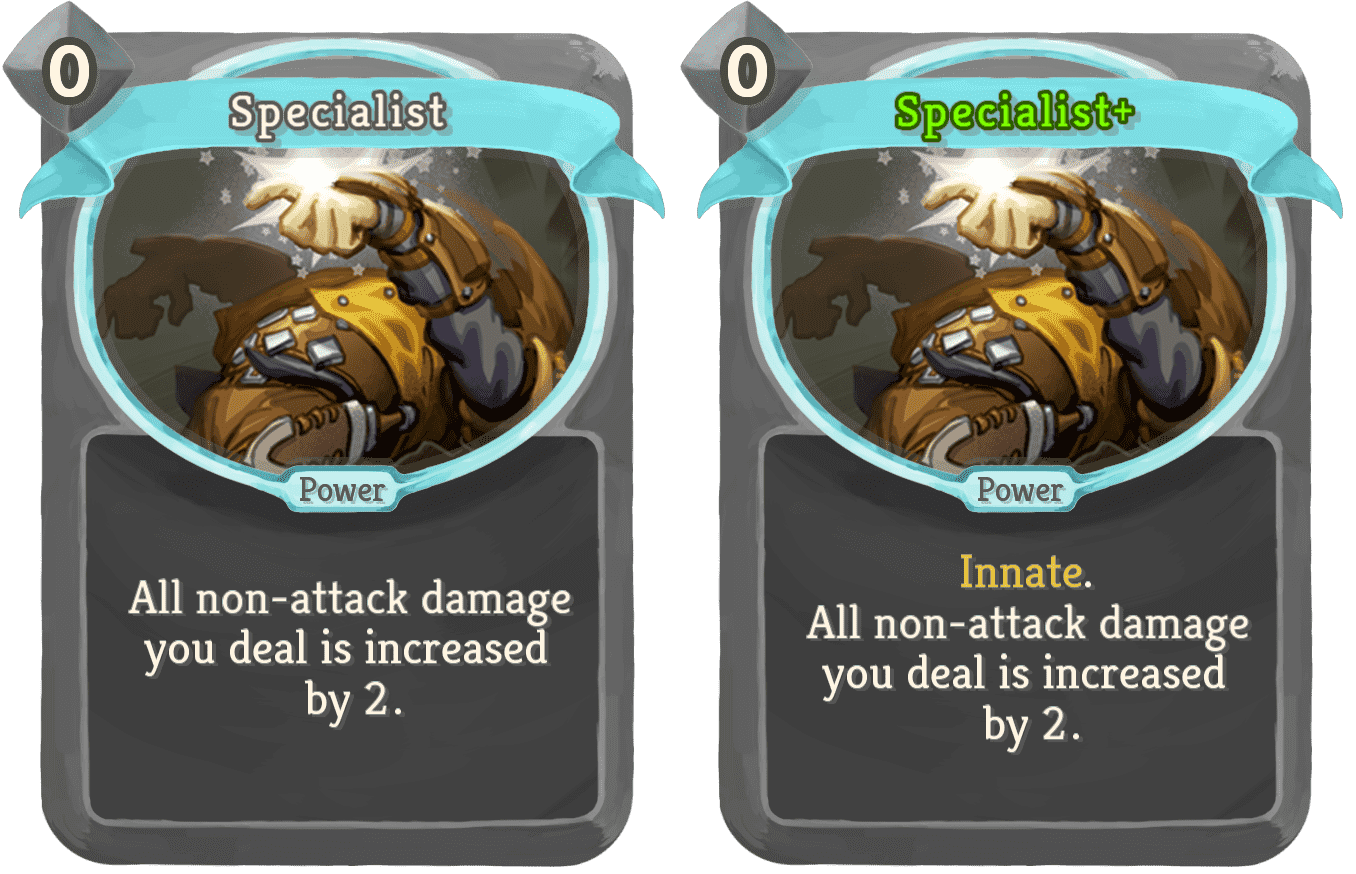 0
Specialist
Power
All non-attack damage
you deal is increased
by 2.
0
Specialist+
Power
Innate.
All non-attack damage
you deal is increased
by 2.